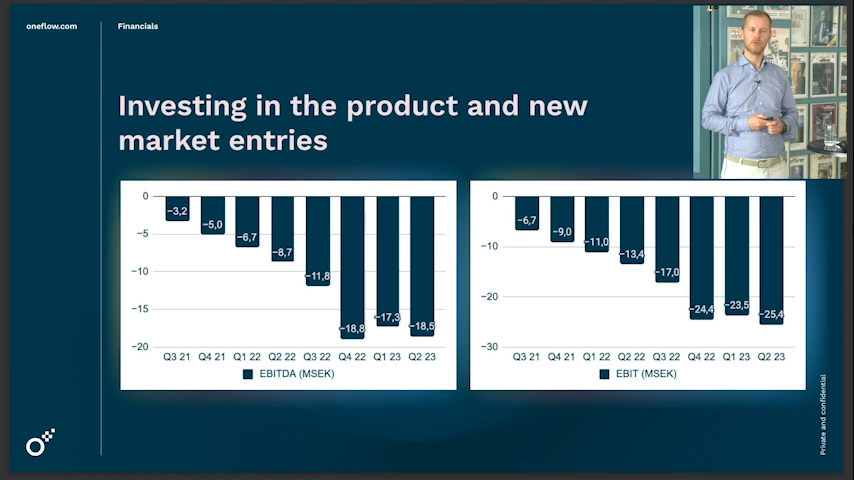 oneflow.com
Financials
Investing in the product and new
market entries
0
−5
−10
−15
−20
−3,2
−5,0
−6,7
−8,7
−11,8
−18,8
−17,3
−18,5
Q3 21 Q4 21 Q1 22 Q2 22 Q3 22 Q4 22 Q1 23 Q2 23
EBITDA (MSEK)
0
−10
−20
−30
−6,7
−9,0
−11,0
−13,4
−17,0
−24,4
−23,5
−25,4
Q3 21 Q4 21 Q1 22 Q2 22 Q3 22 Q4 22 Q1 23 Q2 23
EBIT (MSEK)
Private and confidential